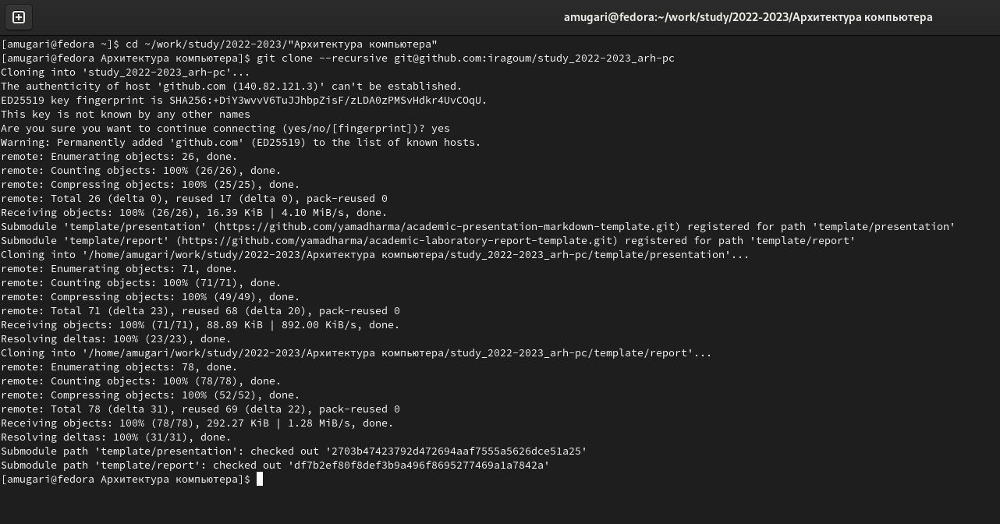 amugari@fedora:~/work/study/2022-2023/Архитектура компьютера
[amugari@fedora ~]$ cd ~/work/study/2022-2023/"Архитектура компьютера"
[amugari@fedora Архитектура компьютера]$ git clone --recursive git@github.com:iragoum/study_2022-2023_arh-pc
Cloning into 'study_2022-2023_arh-pc'...
The authenticity of host 'github.com (140.82.121.3)' can't be established.
ED25519 key fingerprint is SHA256:+DiY3wvvV6TuJJhbpZisF/zLDA0zPMSvHdkr4UvCOqU.
This key is not known by any other names
Are you sure you want to continue connecting (yes/no/[fingerprint])? yes
Warning: Permanently added 'github.com' (ED25519) to the list of known hosts.
remote: Enumerating objects: 26, done.
remote: Counting objects: 100% (26/26), done.
remote: Compressing objects: 100% (25/25), done.
remote: Total 26 (delta 0), reused 17 (delta 0), pack-reused 0
Receiving objects: 100% (26/26), 16.39 KiB | 4.10 MiB/s, done.
Submodule 'template/presentation' (https://github.com/yamadharma/academic-presentation-markdown-template.git) registered for path 'template/presentation'
Submodule 'template/report' (https://github.com/yamadharma/academic-laboratory-report-template.git) registered for path 'template/report'
Cloning into '/home/amugari/work/study/2022-2023/Архитектура компьютера/study_2022-2023_arh-pc/template/presentation'...
remote: Enumerating objects: 71, done.
remote: Counting objects: 100% (71/71), done.
remote: Compressing objects: 100% (49/49), done.
remote: Total 71 (delta 23), reused 68 (delta 20), pack-reused 0
Receiving objects: 100% (71/71), 88.89 KiB | 892.00 KiB/s, done.
Resolving deltas: 100% (23/23), done.
Cloning into '/home/amugari/work/study/2022-2023/Архитектура компьютера/study_2022-2023_arh-pc/template/report'...
remote: Enumerating objects: 78, done.
remote: Counting objects: 100% (78/78), done.
remote: Compressing objects: 100% (52/52), done.
remote: Total 78 (delta 31), reused 69 (delta 22), pack-reused 0
Receiving objects: 100% (78/78), 292.27 KiB | 1.28 MiB/s, done.
Resolving deltas: 100% (31/31), done.
Submodule path 'template/presentation': checked out '2703b47423792d472694aaf7555a5626dce51a25'
Submodule path 'template/report': checked out 'df7b2ef80f8def3b9a496f8695277469a1a7842a'
[amugari@fedora Архитектура компьютера]$